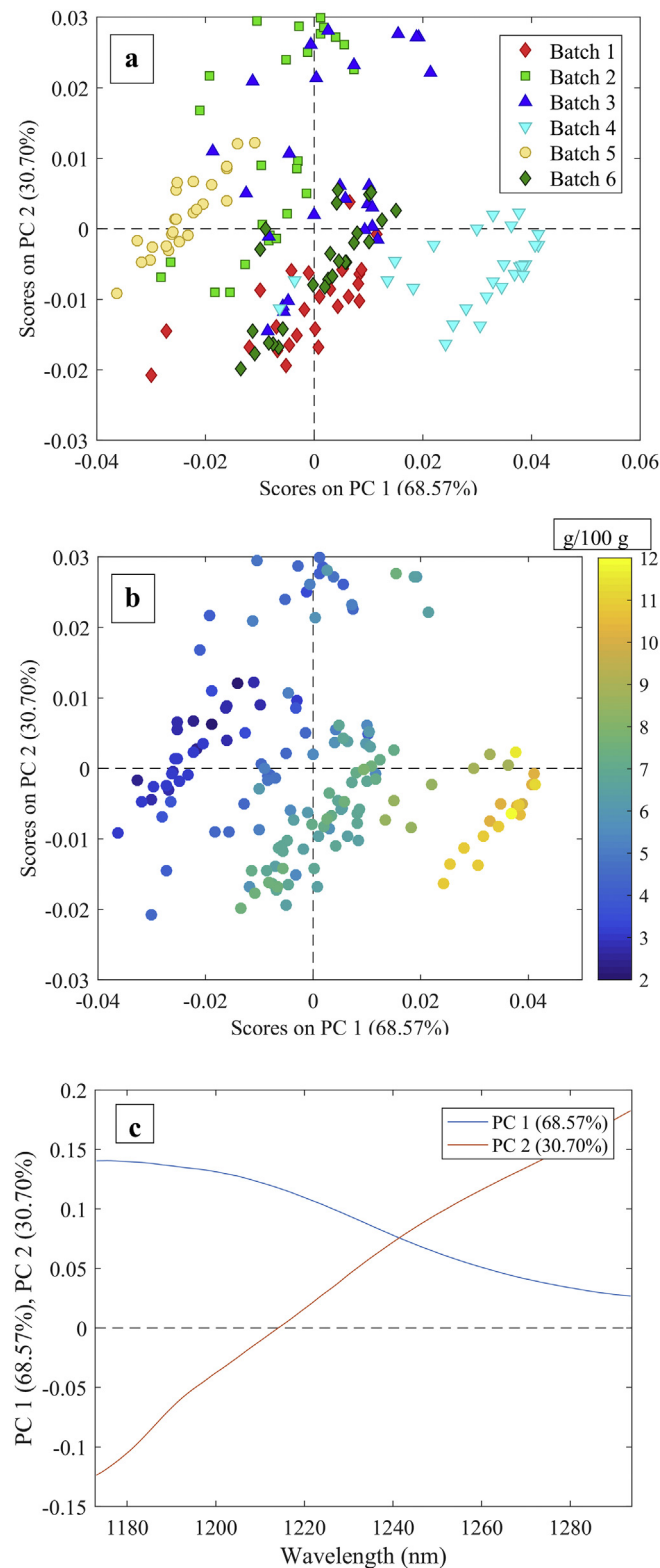 0.03
0.02
0.01
0
-0.01
-0.02
-0.03
Scores on PC 2 (30.70%)
a
Batch 1
Batch 2
Batch 3
Batch 4
Batch 5
Batch 6
-0.04
-0.02
0
0.02
0.04
0.06
Scores on PC 1 (68.57%)
g/100 g
0.03
0.02
0.01
0
-0.01
-0.02
-0.03
Scores on PC 2 (30.70%)
b
12
11
10
9
8
7
6
5
4
3
2
-0.04
-0.02
0
0.02
0.04
Scores on PC 1 (68.57%)
0.2
0.15
0.1
0.05
0
-0.05
-0.1
-0.15
PC 1 (68.57%), PC 2 (30.70%)
c
PC 1 (68.57%)
PC 2 (30.70%)
1180
1200
1220
1240
1260
1280
Wavelength (nm)